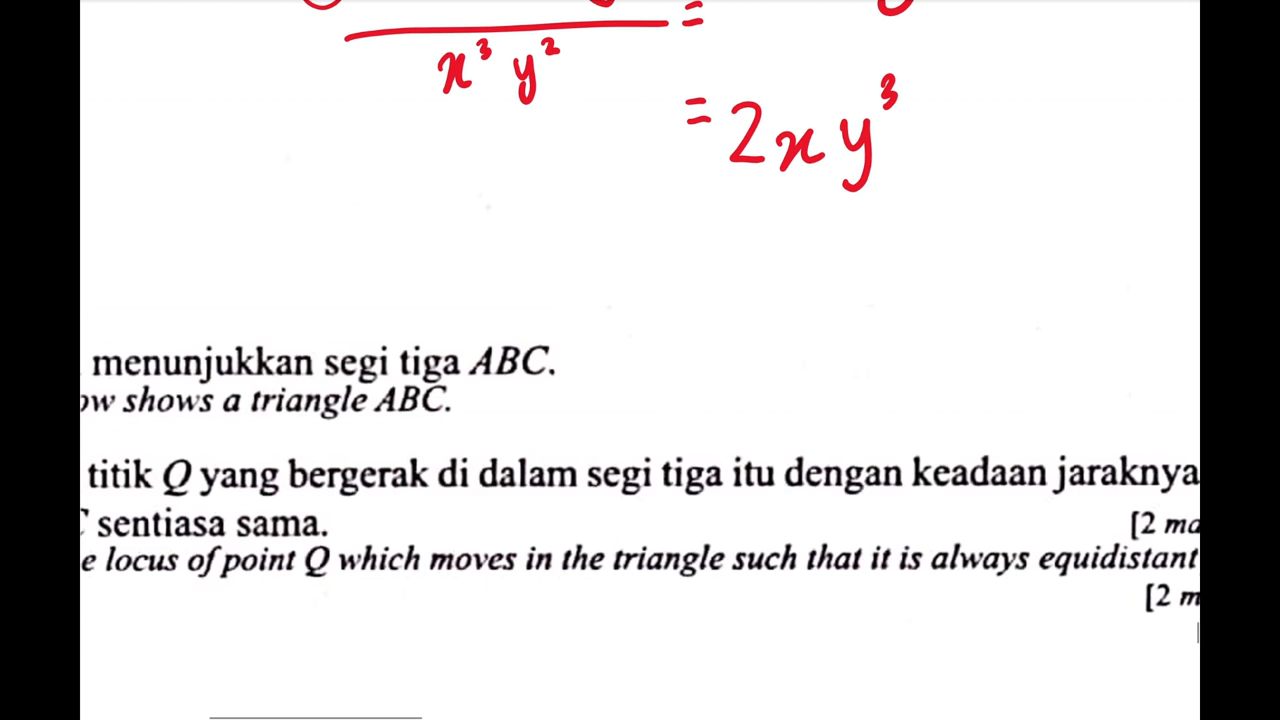 x³ y² =
= 2xy³
menunjukkan segi tiga ABC.
shows a triangle ABC.
titik Q yang bergerak di dalam segi tiga itu dengan keadaan jaraknya
sentiasa sama.
[2 
e locus of point Q which moves in the triangle such that it is always equidistant
[2 m